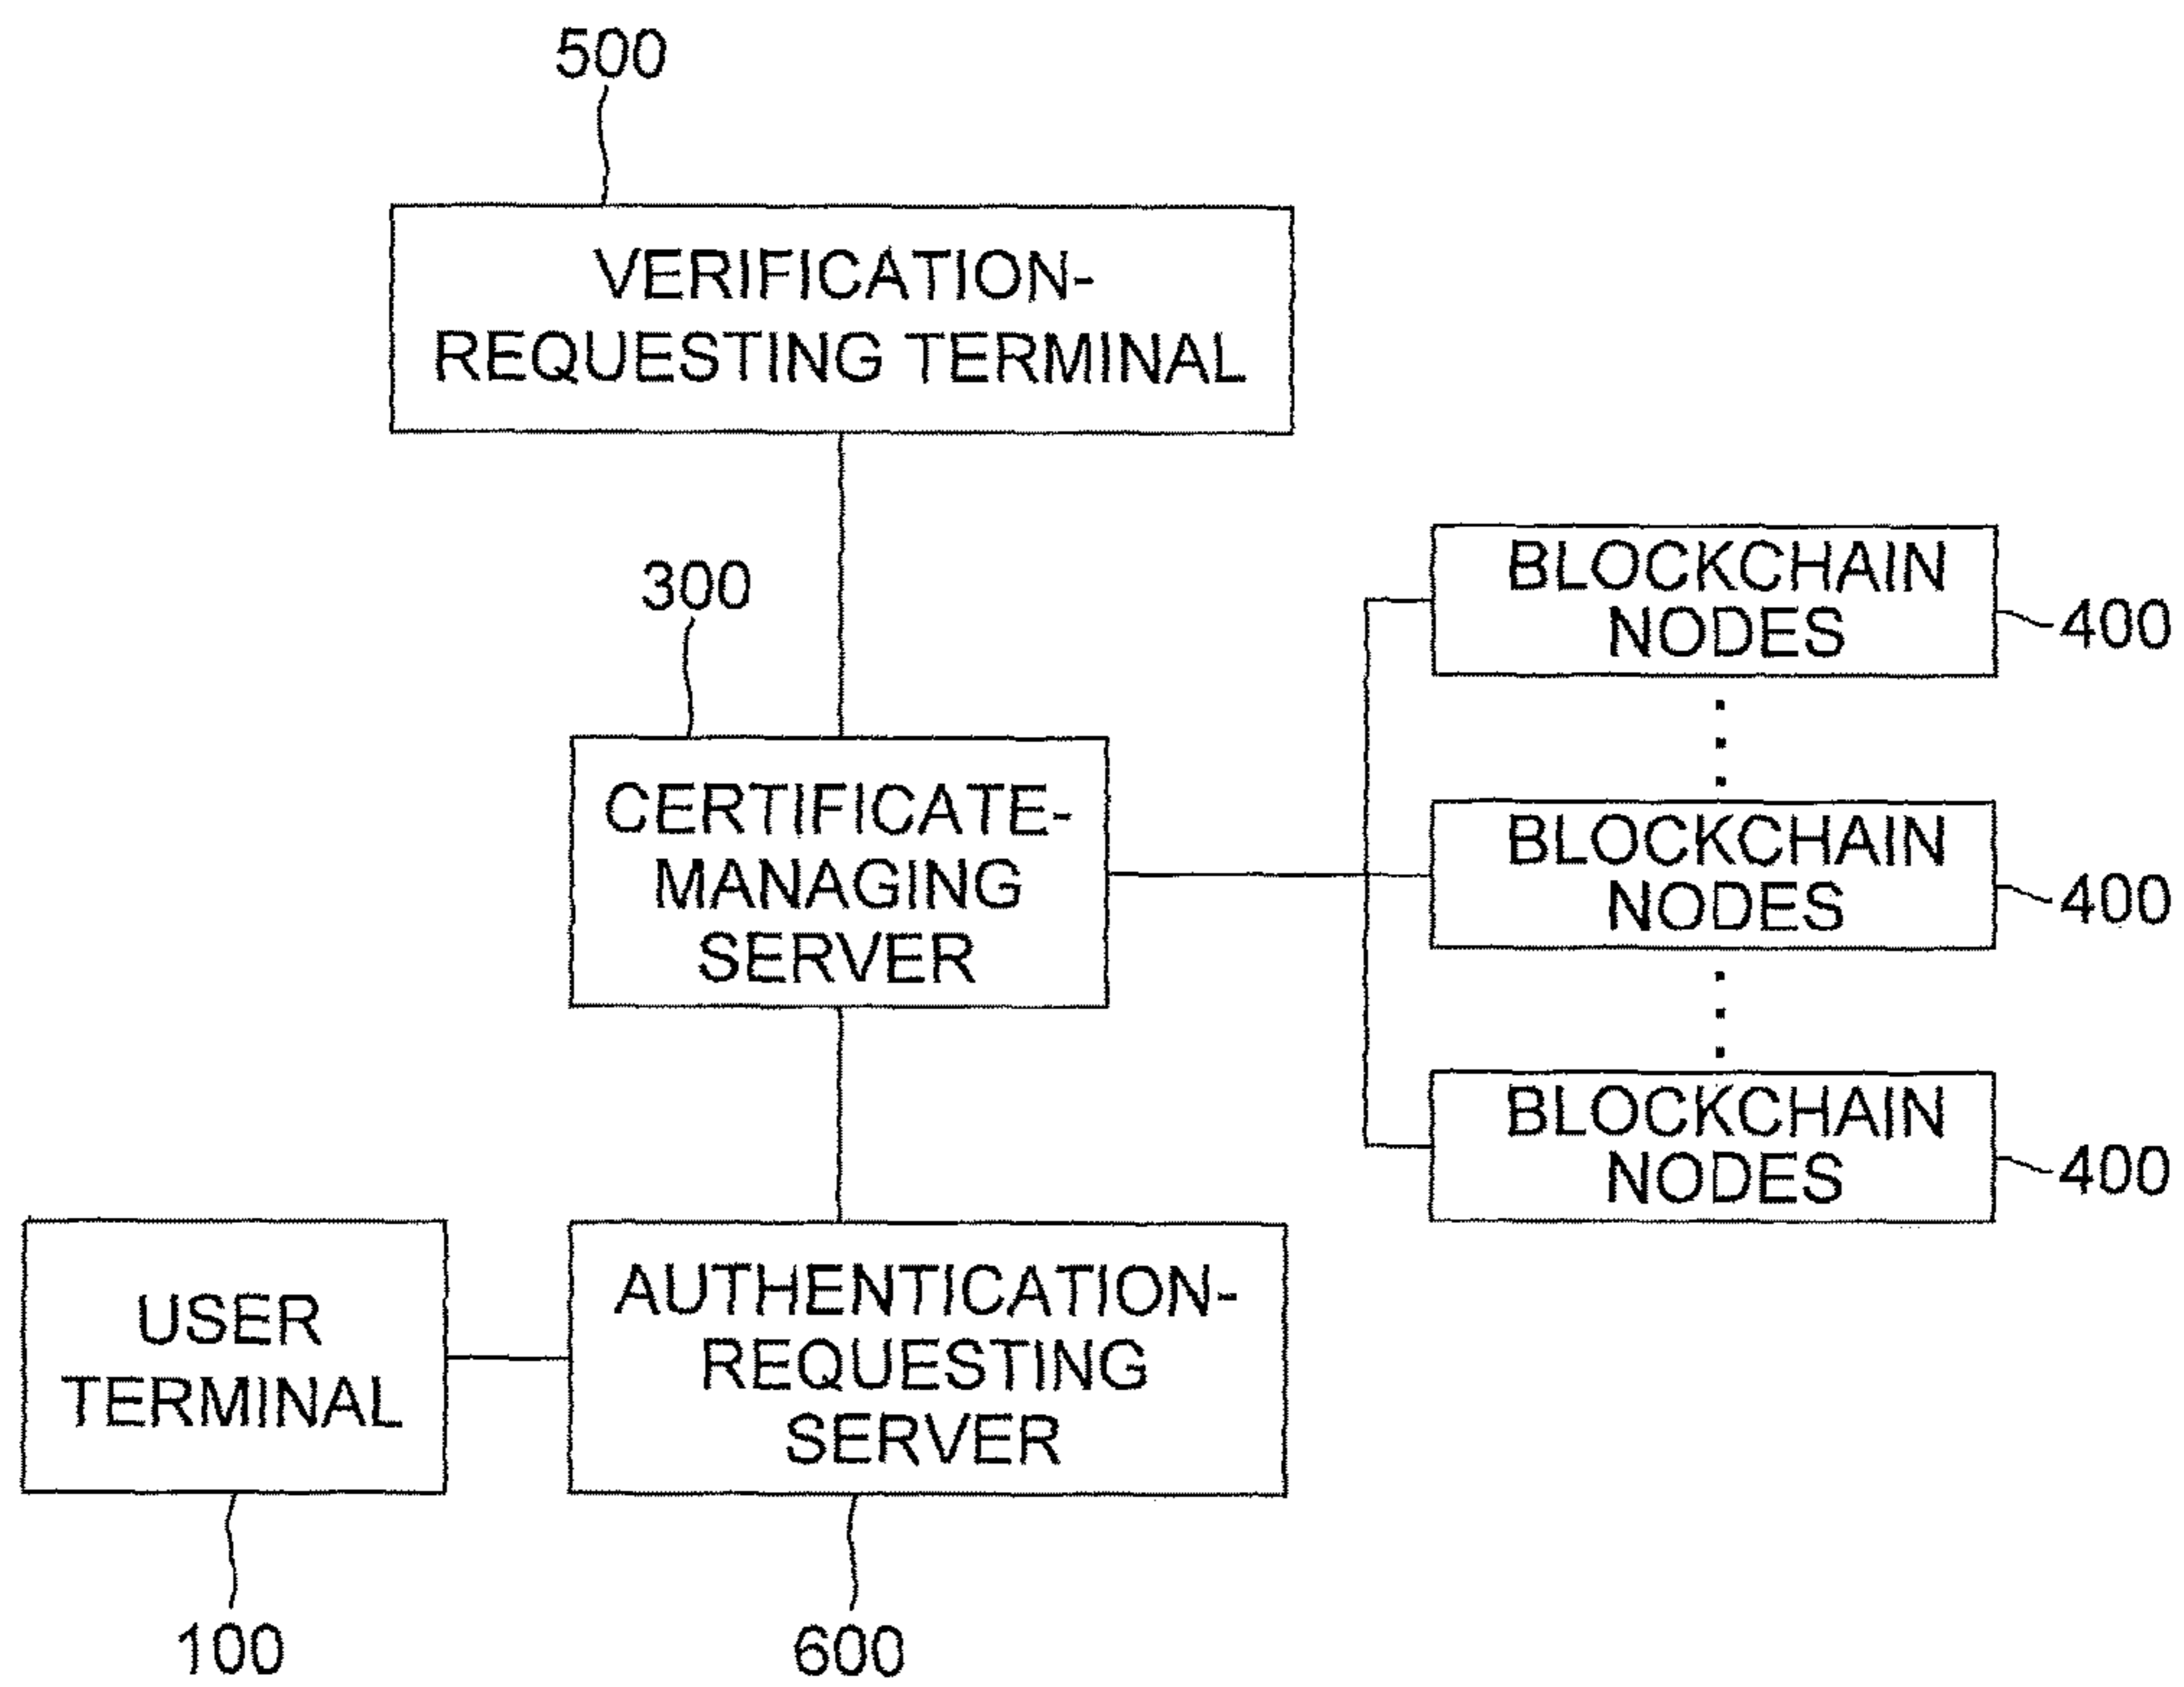 500
VERIFICATION-
REQUESTING TERMINAL
300
CERTIFICATE-
MANAGING
SERVER
BLOCKCHAIN
NODES
400
BLOCKCHAIN
NODES
400
BLOCKCHAIN
NODES
400
USER
TERMINAL
100
AUTHENTICATION-
REQUESTING
SERVER
600